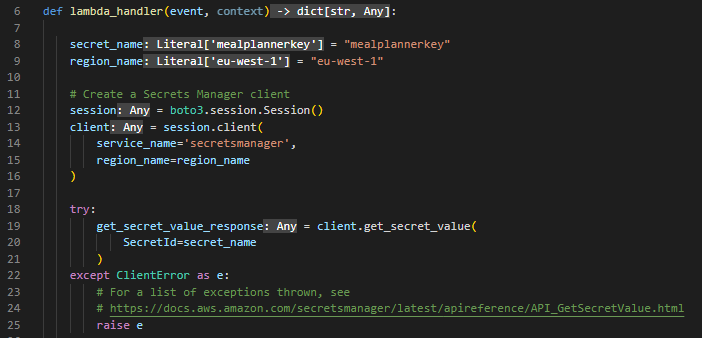 6 def lambda_handler(event, context) -> dict[str, Any]:
7
8 secret_name: Literal['mealplannerkey'] = "mealplannerkey"
9 region_name: Literal['eu-west-1'] = "eu-west-1"
10
11 # Create a Secrets Manager client
12 session: Any = boto3.session.Session()
13 client: Any = session.client(
14 service_name='secretsmanager',
15 region_name=region_name
16 )
17
18 try:
19 get_secret_value_response: Any = client.get_secret_value(
20 SecretId=secret_name
21 )
22 except ClientError as e:
23 # For a list of exceptions thrown, see
24 # https://docs.aws.amazon.com/secretsmanager/latest/apireference/API_GetSecretValue.html
25 raise e